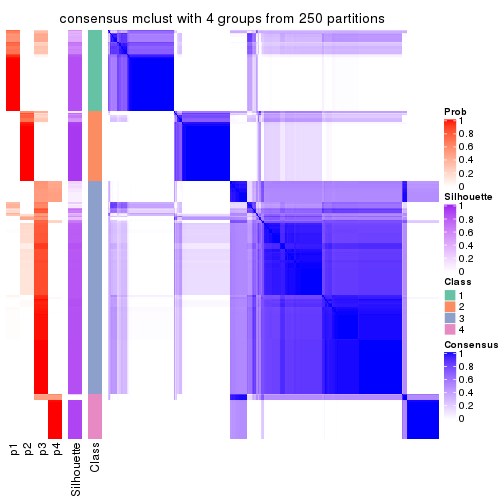 consensus mclust with 4 groups from 250 partitions
Prob
1
0.8
0.6
0.4
0.2
0
Silhouette
1
0.8
0.6
0.4
0.2
0
Class
1
2
3
4
Consensus
1
0.8
0.6
0.4
0.2
0
p1
p2
p3
p4
Silhouette
Class